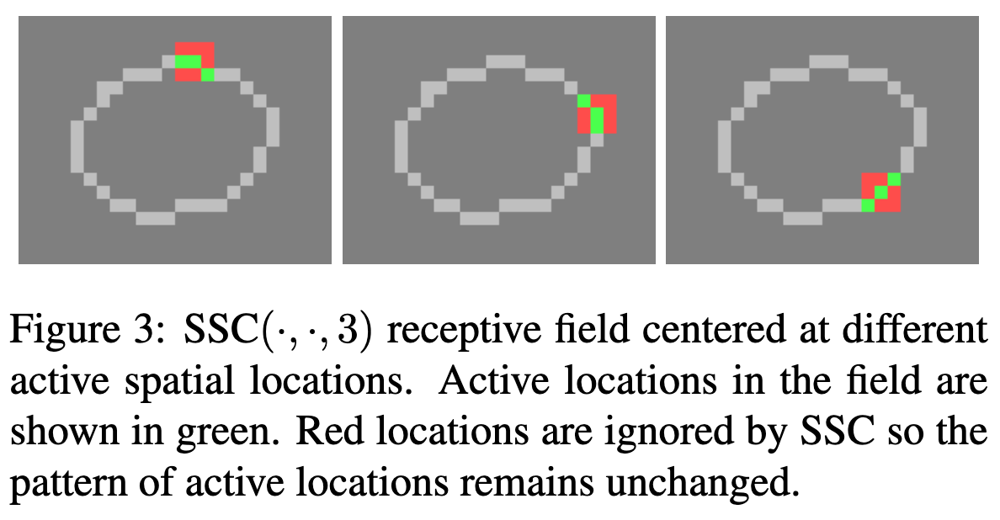 Figure 3: SSC(·, ·, 3) receptive field centered at different
active spatial locations. Active locations in the field are
shown in green. Red locations are ignored by SSC so the
pattern of active locations remains unchanged.